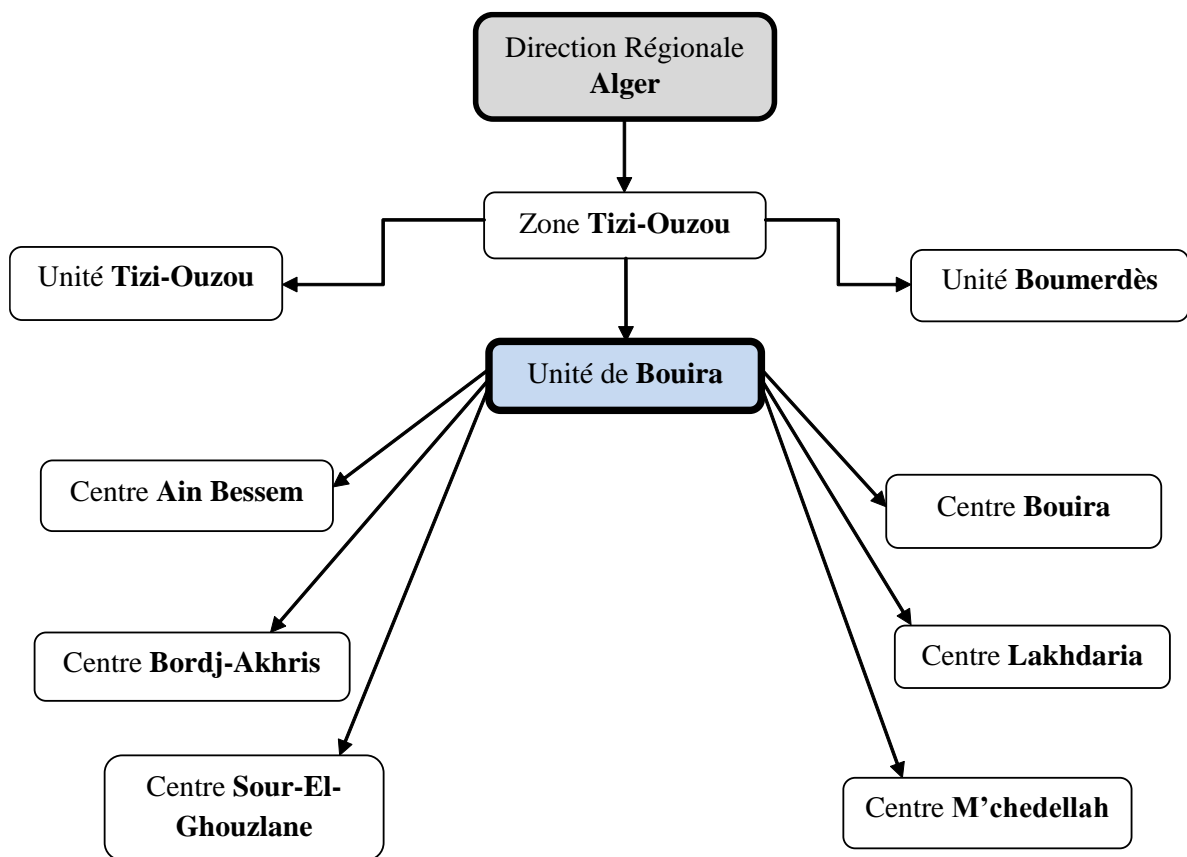 Direction Régionale
Alger
Zone Tizi-Ouzou
Unité Tizi-Ouzou
Unité Boumerdès
Unité de Bouira
Centre Ain Bessem
Centre Bouira
Centre Bordj-Akhris
Centre Lakhdaria
Centre Sour-El-
Ghouzlane
Centre M’chedellah